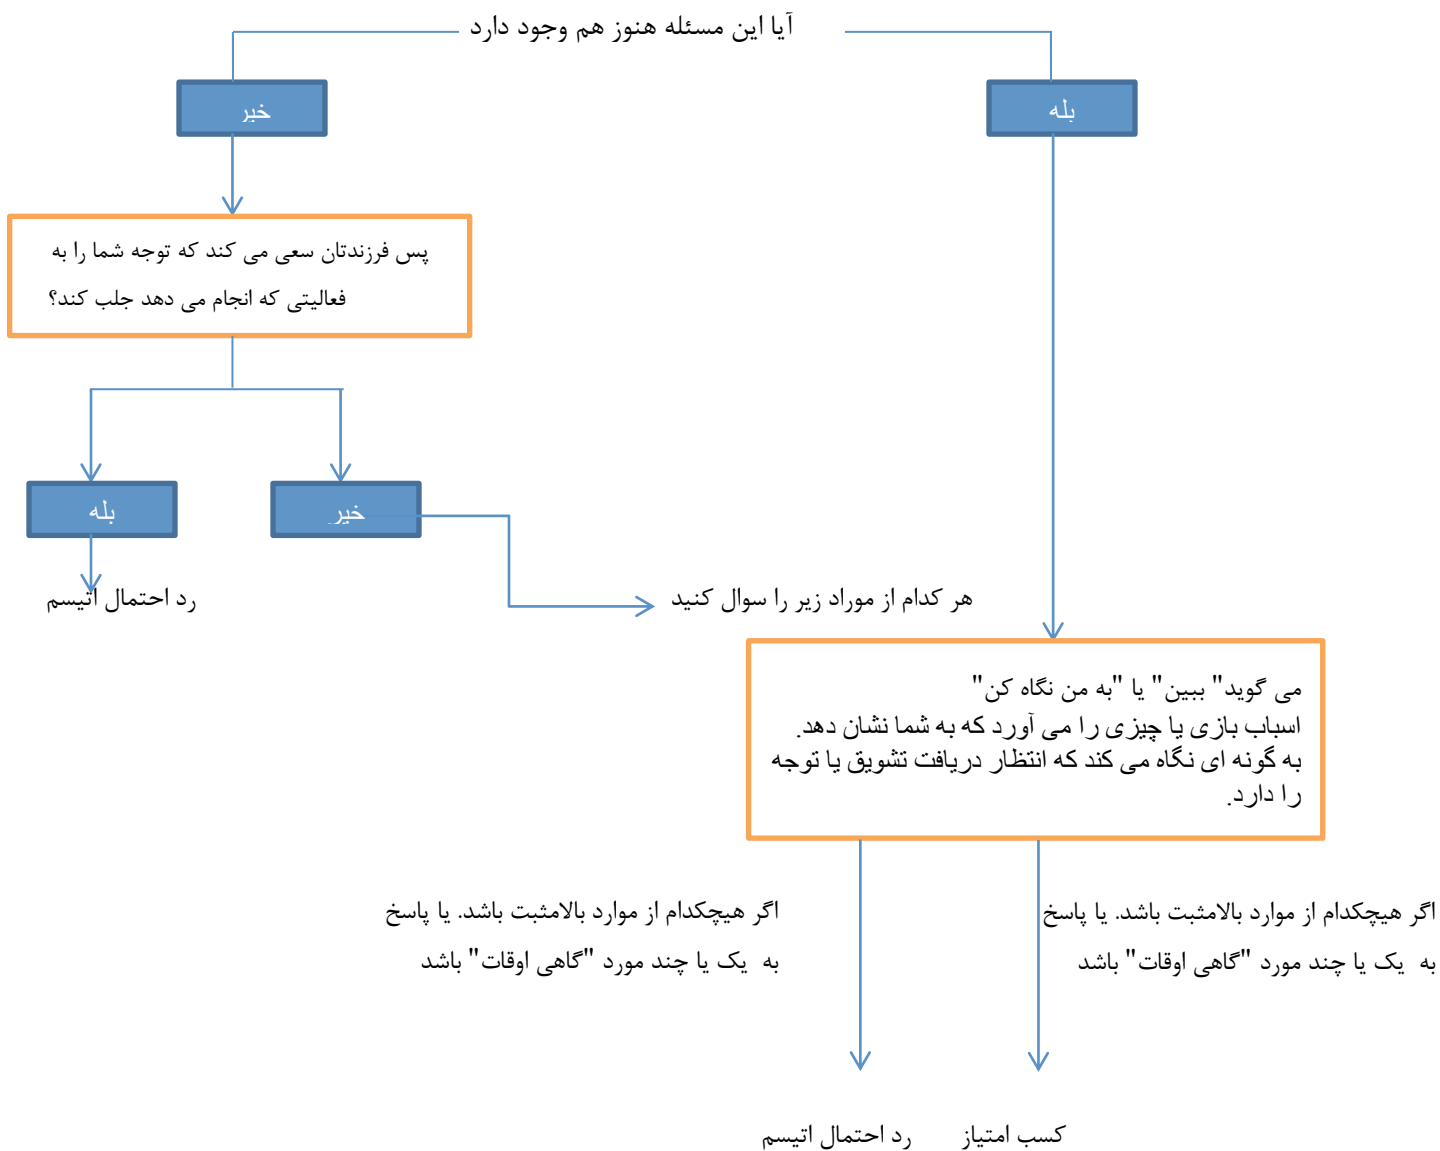 آیا این مسئله هنوز هم وجود دارد
بله
خیر
پس فرزندتان سعی می کند که توجه شما را به
فعالیتی که انجام می دهد جلب کند؟
خیر
بله
هر کدام از موراد زیر را سوال کنید
رد احتمال اتیسم
می گوید" ببین" یا "به من نگاه کن"
اسباب بازی یا چیزی را می آورد که به شما نشان دهد.
به گونه ای نگاه می کند که انتظار دریافت تشویق یا توجه
را دارد.
اگر هیچکدام از موارد بالامثبت باشد. یا پاسخ
به یک یا چند مورد "گاهی اوقات" باشد
اگر هیچکدام از موارد بالامثبت باشد. یا پاسخ
به یک یا چند مورد "گاهی اوقات" باشد
کسب امتیاز
رد احتمال اتیسم